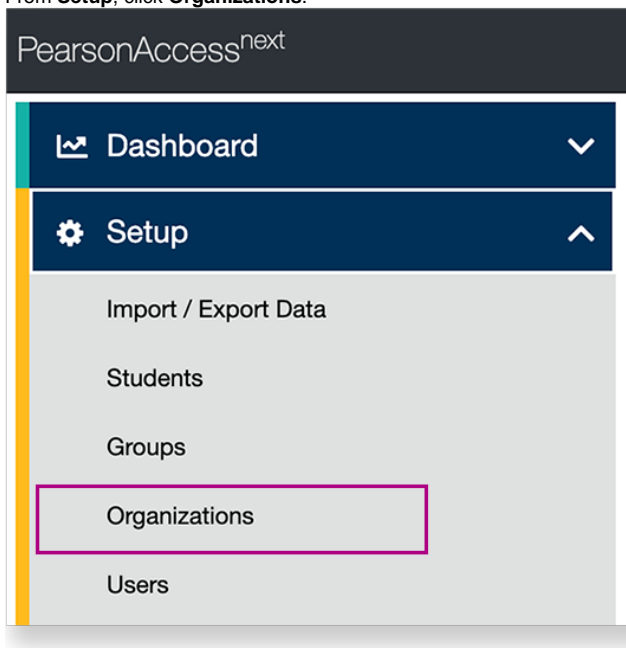 From Setup, click Organizations.
PearsonAccessnext
Dashboard
Setup
Import / Export Data
Students
Groups
Organizations
Users